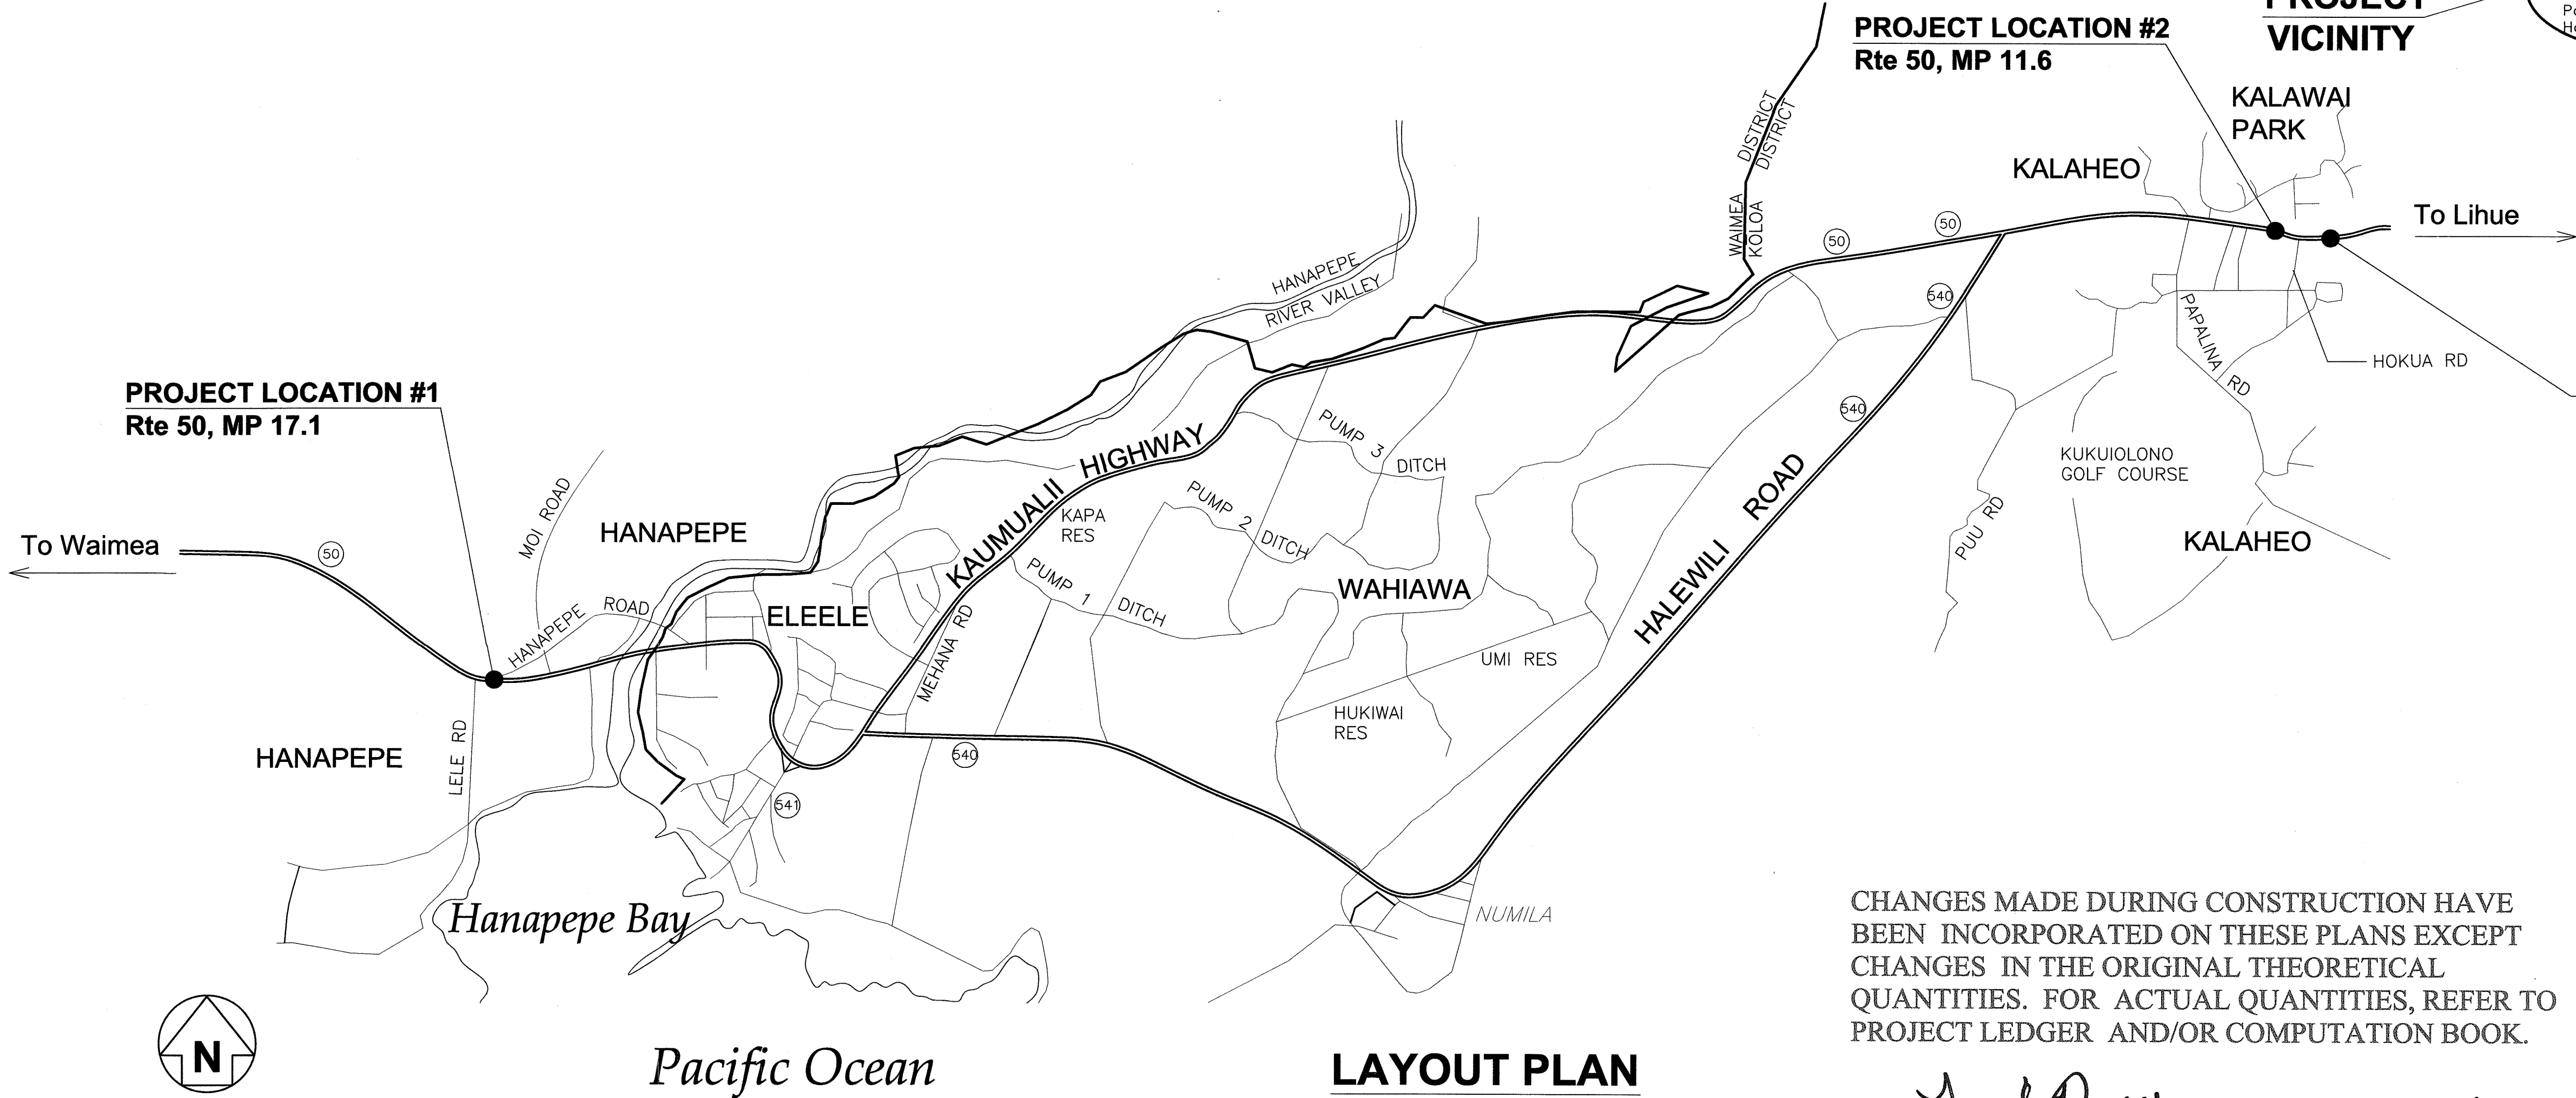 PROJECT
VICINITY
PROJECT LOCATION #2
Rte 50, MP 11.6
KALAWAI
PARK
KALAHEO
To Lihue
WAIMEA DISTRICT
KOLOA DISTRICT
50
50
540
HANAPEPE
RIVER VALLEY
PAPALINA RD
HOKUA RD
PROJECT LOCATION #1
Rte 50, MP 17.1
540
KAUMUALII HIGHWAY
PUMP 3 DITCH
KUKUIOLONO
GOLF COURSE
MOI ROAD
HANAPEPE
KAPA
RES
PUMP 2 DITCH
HALEWILI ROAD
PUU RD
KALAHEO
To Waimea
50
PUMP 1 DITCH
WAHIAWA
HANAPEPE ROAD
ELEELE
MEHANA RD
UMI RES
HUKIWAI
RES
HANAPEPE
LELE RD
540
541
Hanapepe Bay
NUMILA
CHANGES MADE DURING CONSTRUCTION HAVE
BEEN INCORPORATED ON THESE PLANS EXCEPT
CHANGES IN THE ORIGINAL THEORETICAL
QUANTITIES. FOR ACTUAL QUANTITIES, REFER TO
PROJECT LEDGER AND/OR COMPUTATION BOOK.
N
Pacific Ocean
LAYOUT PLAN